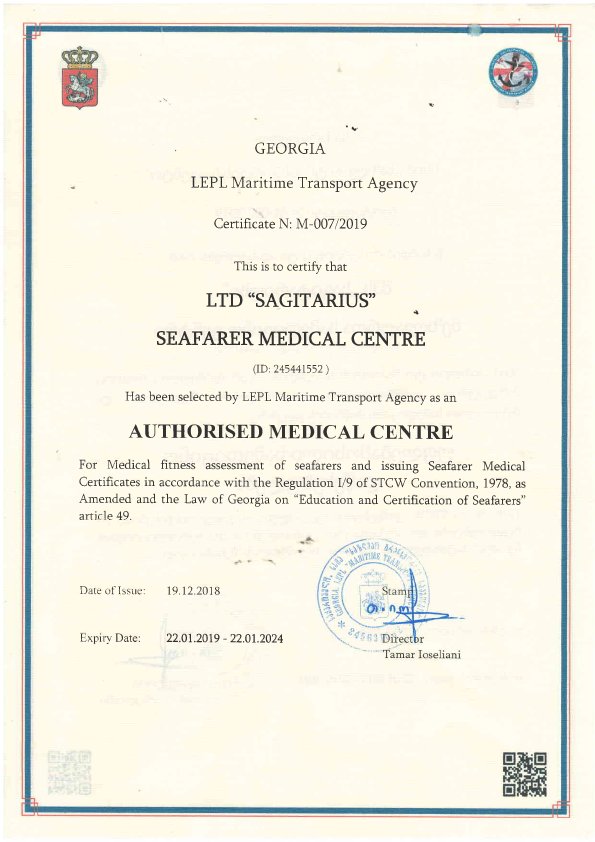 GEORGIA
LEPL Maritime Transport Agency
Certificate N: M-007/2019
This is to certify that
LTD “SAGITARIUS”
SEAFARER MEDICAL CENTRE
(ID: 245441552 )
Has been selected by LEPL Maritime Transport Agency as an
AUTHORISED MEDICAL CENTRE
For Medical fitness assessment of seafarers and issuing Seafarer Medical
Certificates in accordance with the Regulation I/9 of STCW Convention, 1978, as
Amended and the Law of Georgia on “Education and Certification of Seafarers”
article 49.
Date of Issue: 19.12.2018
Stamp
Expiry Date: 22.01.2019 - 22.01.2024
Director
Tamar Ioseliani
GEORGIA, LEPL "MARITIME